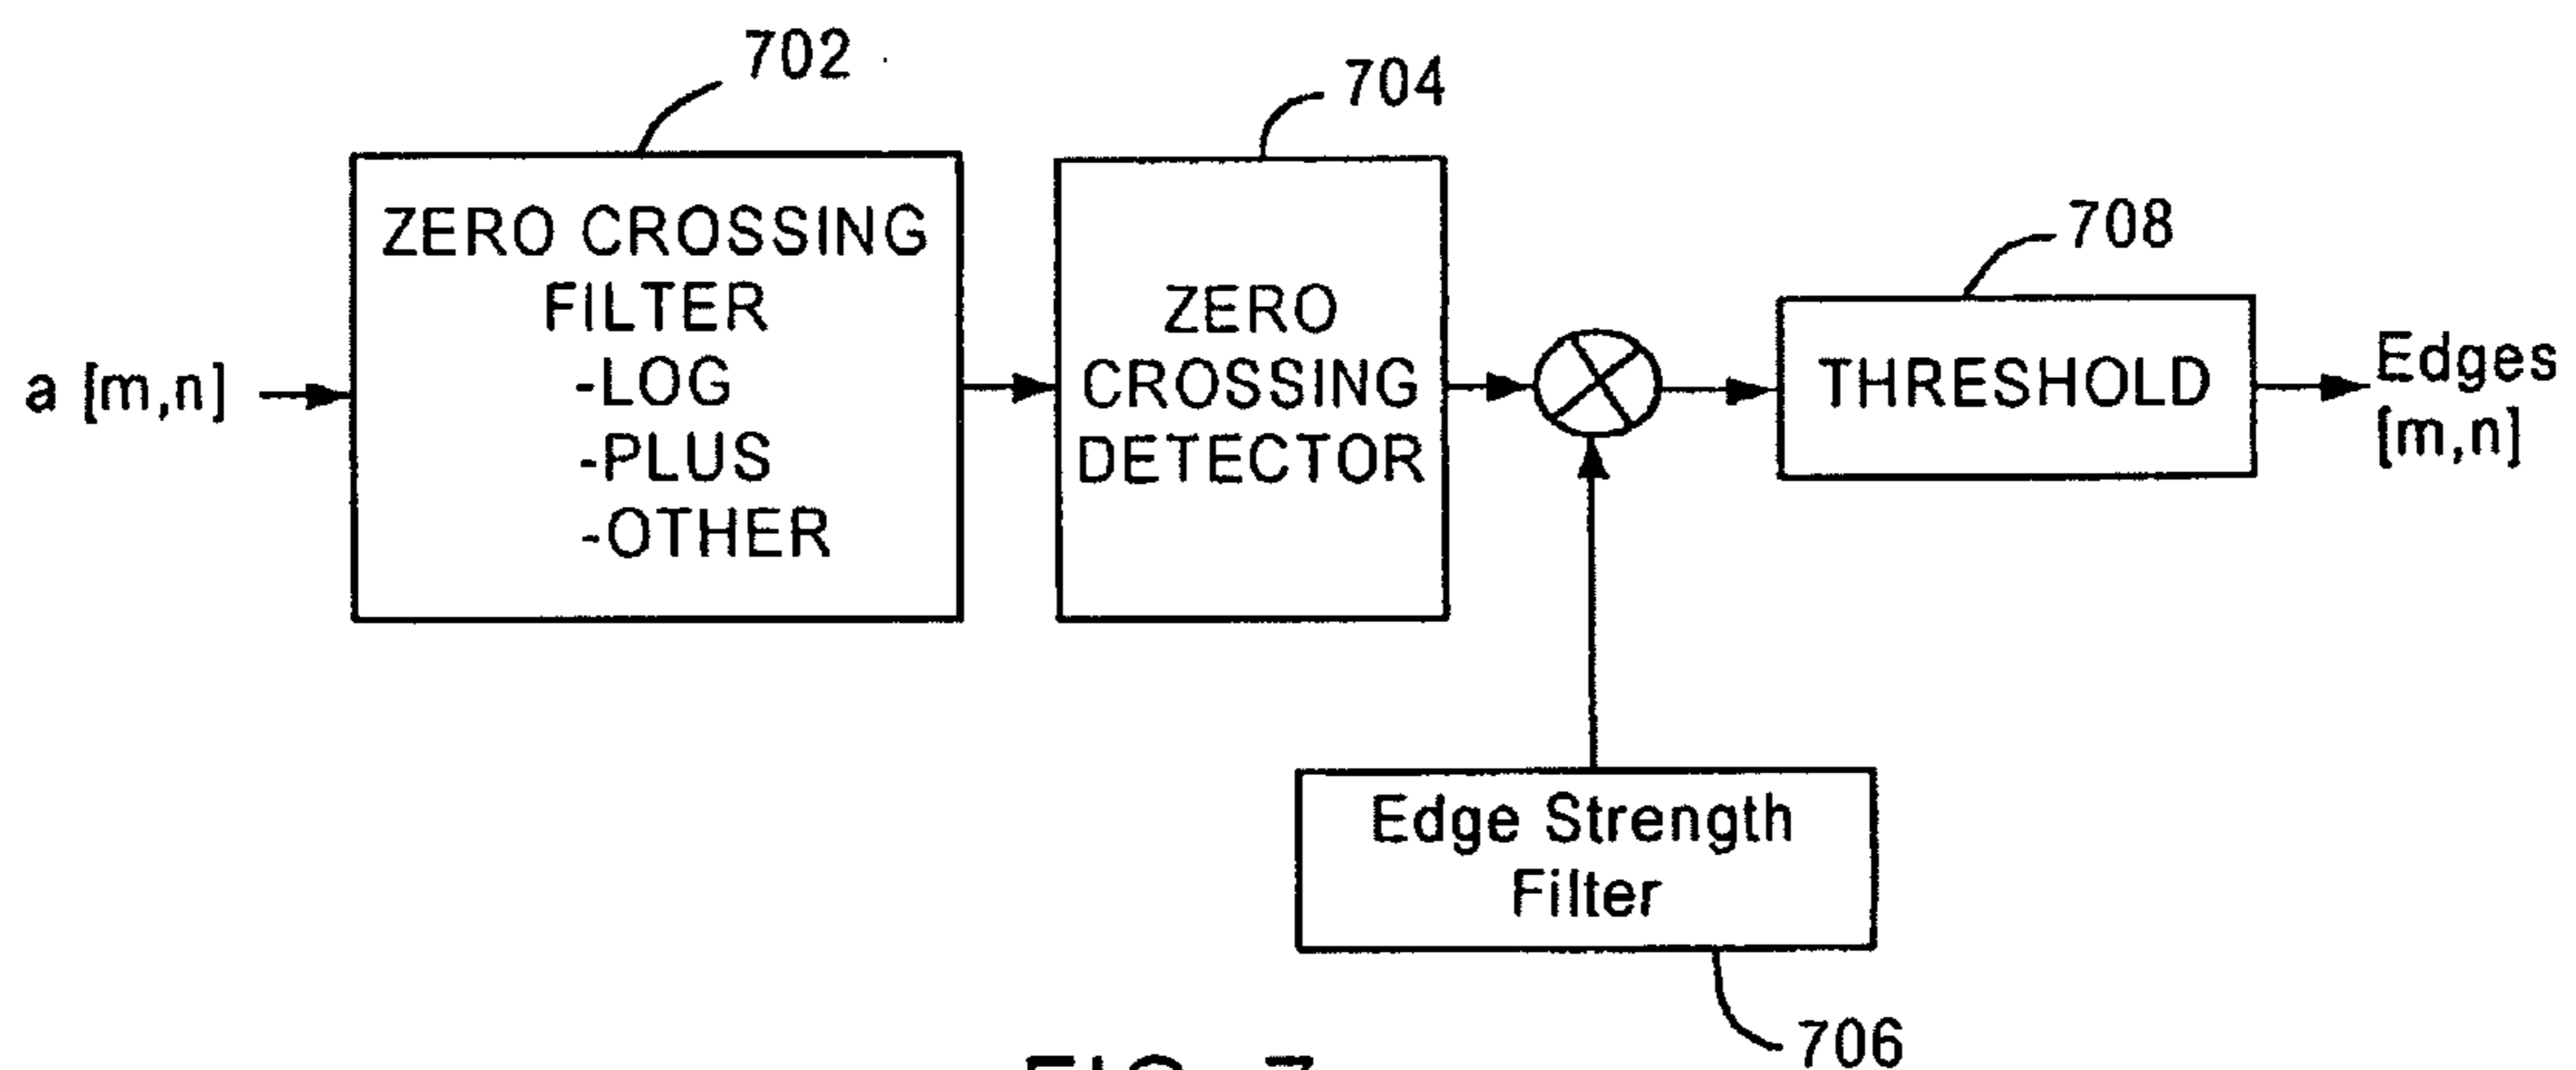 702
704
708
ZERO CROSSING
FILTER
-LOG
-PLUS
-OTHER
ZERO
CROSSING
DETECTOR
THRESHOLD
a [m,n]
Edges
[m,n]
Edge Strength
Filter
706